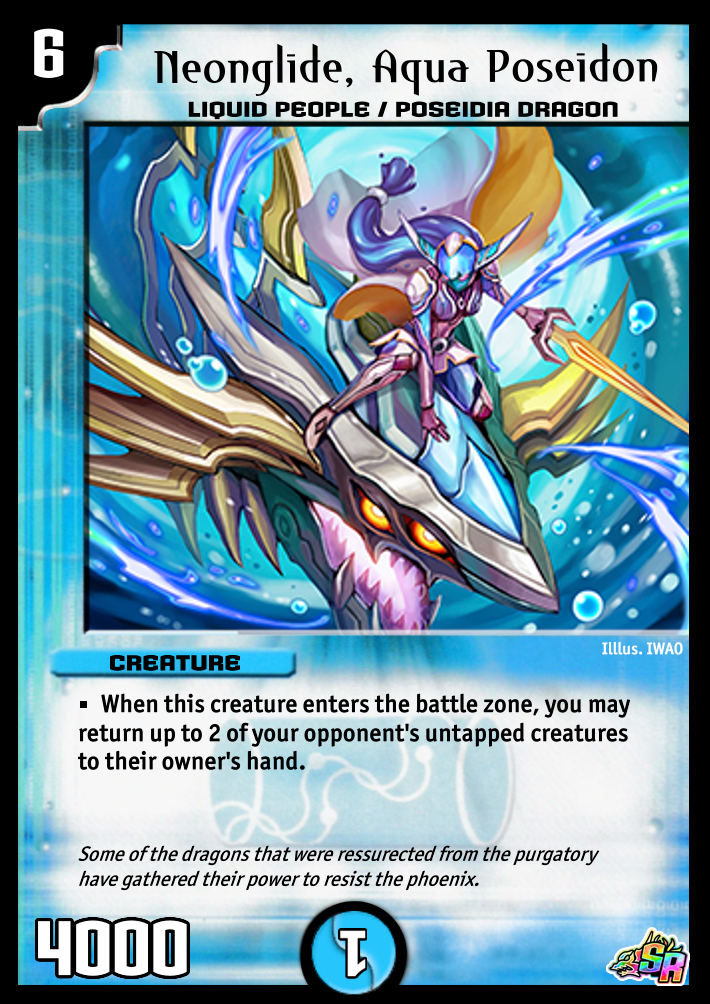 6
Neonglide, Aqua Poseidon
LIQUID PEOPLE / POSEIDIA DRAGON
Illlus. IWAO
CREATURE
▪ When this creature enters the battle zone, you may
return up to 2 of your opponent's untapped creatures
to their owner's hand.
Some of the dragons that were ressurected from the purgatory
have gathered their power to resist the phoenix.
4000
1
SR